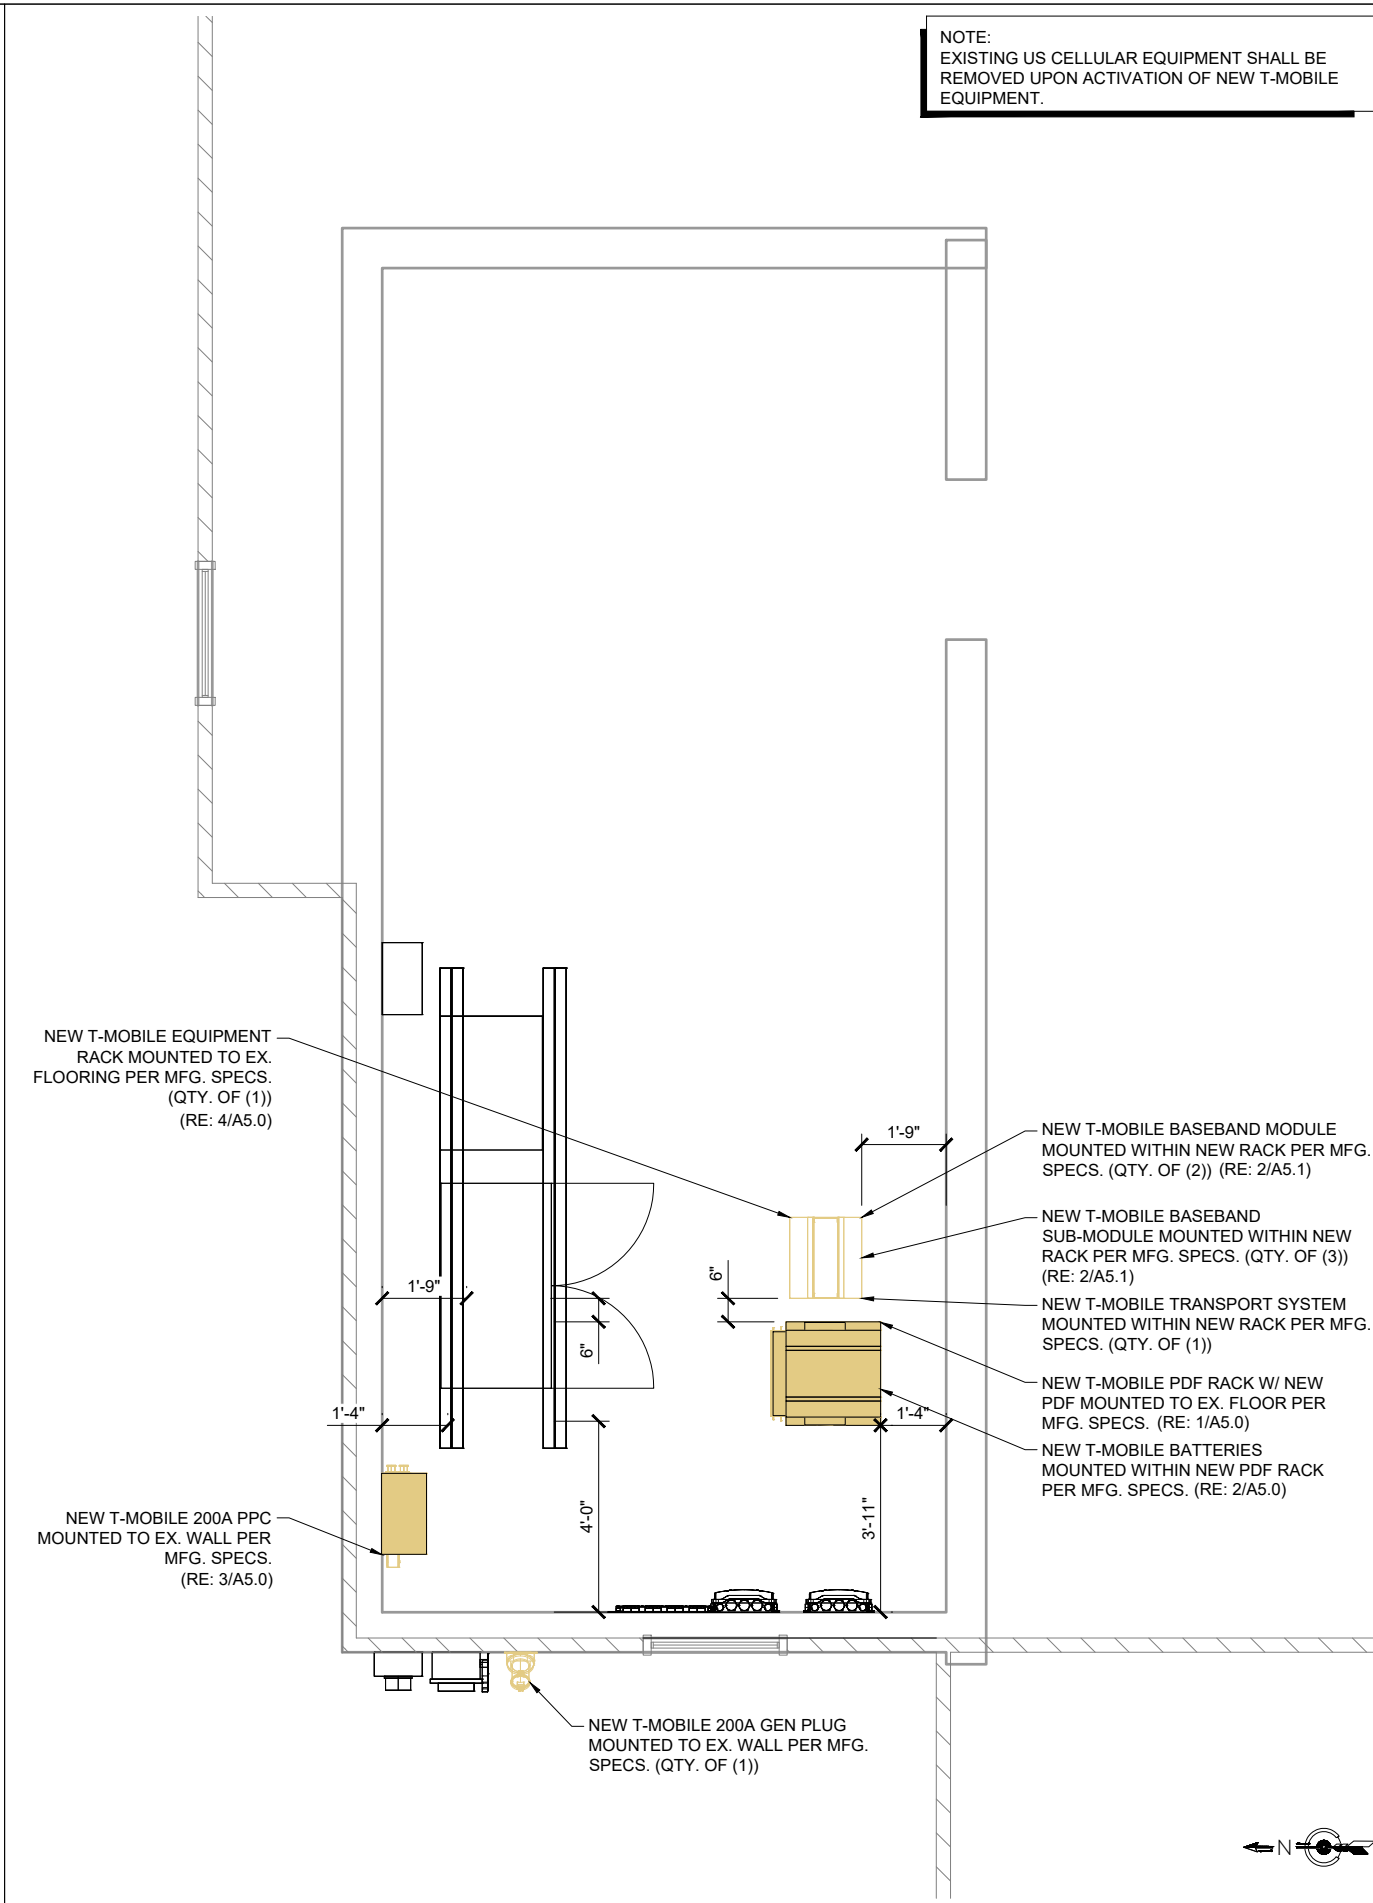 NOTE:
EXISTING US CELLULAR EQUIPMENT SHALL BE
REMOVED UPON ACTIVATION OF NEW T-MOBILE
EQUIPMENT.
NEW T-MOBILE EQUIPMENT
RACK MOUNTED TO EX.
FLOORING PER MFG. SPECS.
(QTY. OF (1))
(RE: 4/A5.0)
1'-9"
NEW T-MOBILE BASEBAND MODULE
MOUNTED WITHIN NEW RACK PER MFG.
SPECS. (QTY. OF (2)) (RE: 2/A5.1)
NEW T-MOBILE BASEBAND
SUB-MODULE MOUNTED WITHIN NEW
RACK PER MFG. SPECS. (QTY. OF (3))
(RE: 2/A5.1)
1'-9"
6"
6"
NEW T-MOBILE TRANSPORT SYSTEM
MOUNTED WITHIN NEW RACK PER MFG.
SPECS. (QTY. OF (1))
NEW T-MOBILE PDF RACK W/ NEW
PDF MOUNTED TO EX. FLOOR PER
MFG. SPECS. (RE: 1/A5.0)
1'-4"
1'-4"
NEW T-MOBILE BATTERIES
MOUNTED WITHIN NEW PDF RACK
PER MFG. SPECS. (RE: 2/A5.0)
4'-0"
3'-11"
NEW T-MOBILE 200A PPC
MOUNTED TO EX. WALL PER
MFG. SPECS.
(RE: 3/A5.0)
NEW T-MOBILE 200A GEN PLUG
MOUNTED TO EX. WALL PER MFG.
SPECS. (QTY. OF (1))
N